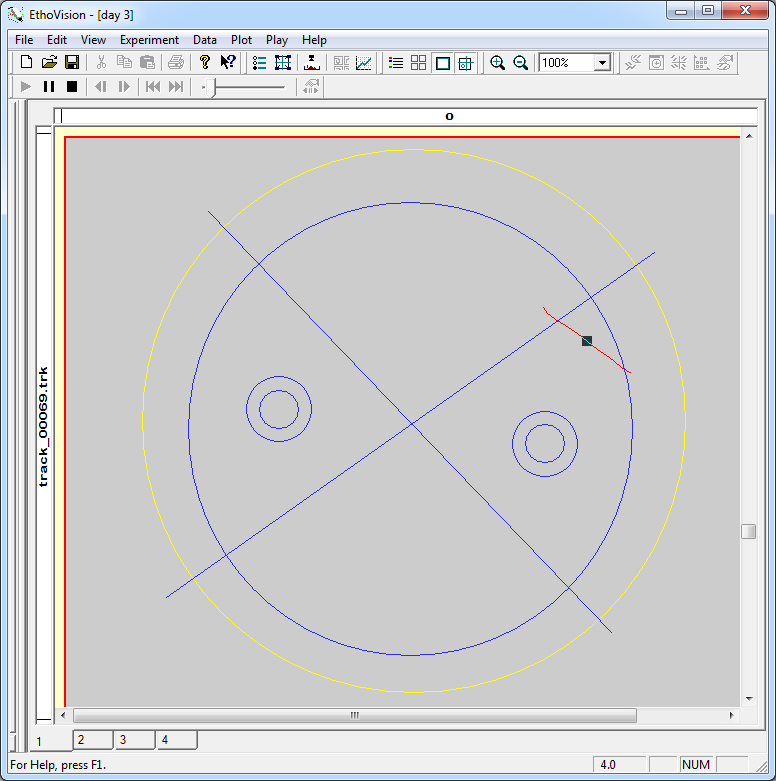 EthoVision - [day 3]
File Edit View Experiment Data Plot Play Help
100%
o
track_00069.trk
1 2 3 4
For Help, press F1.
4.0
NUM